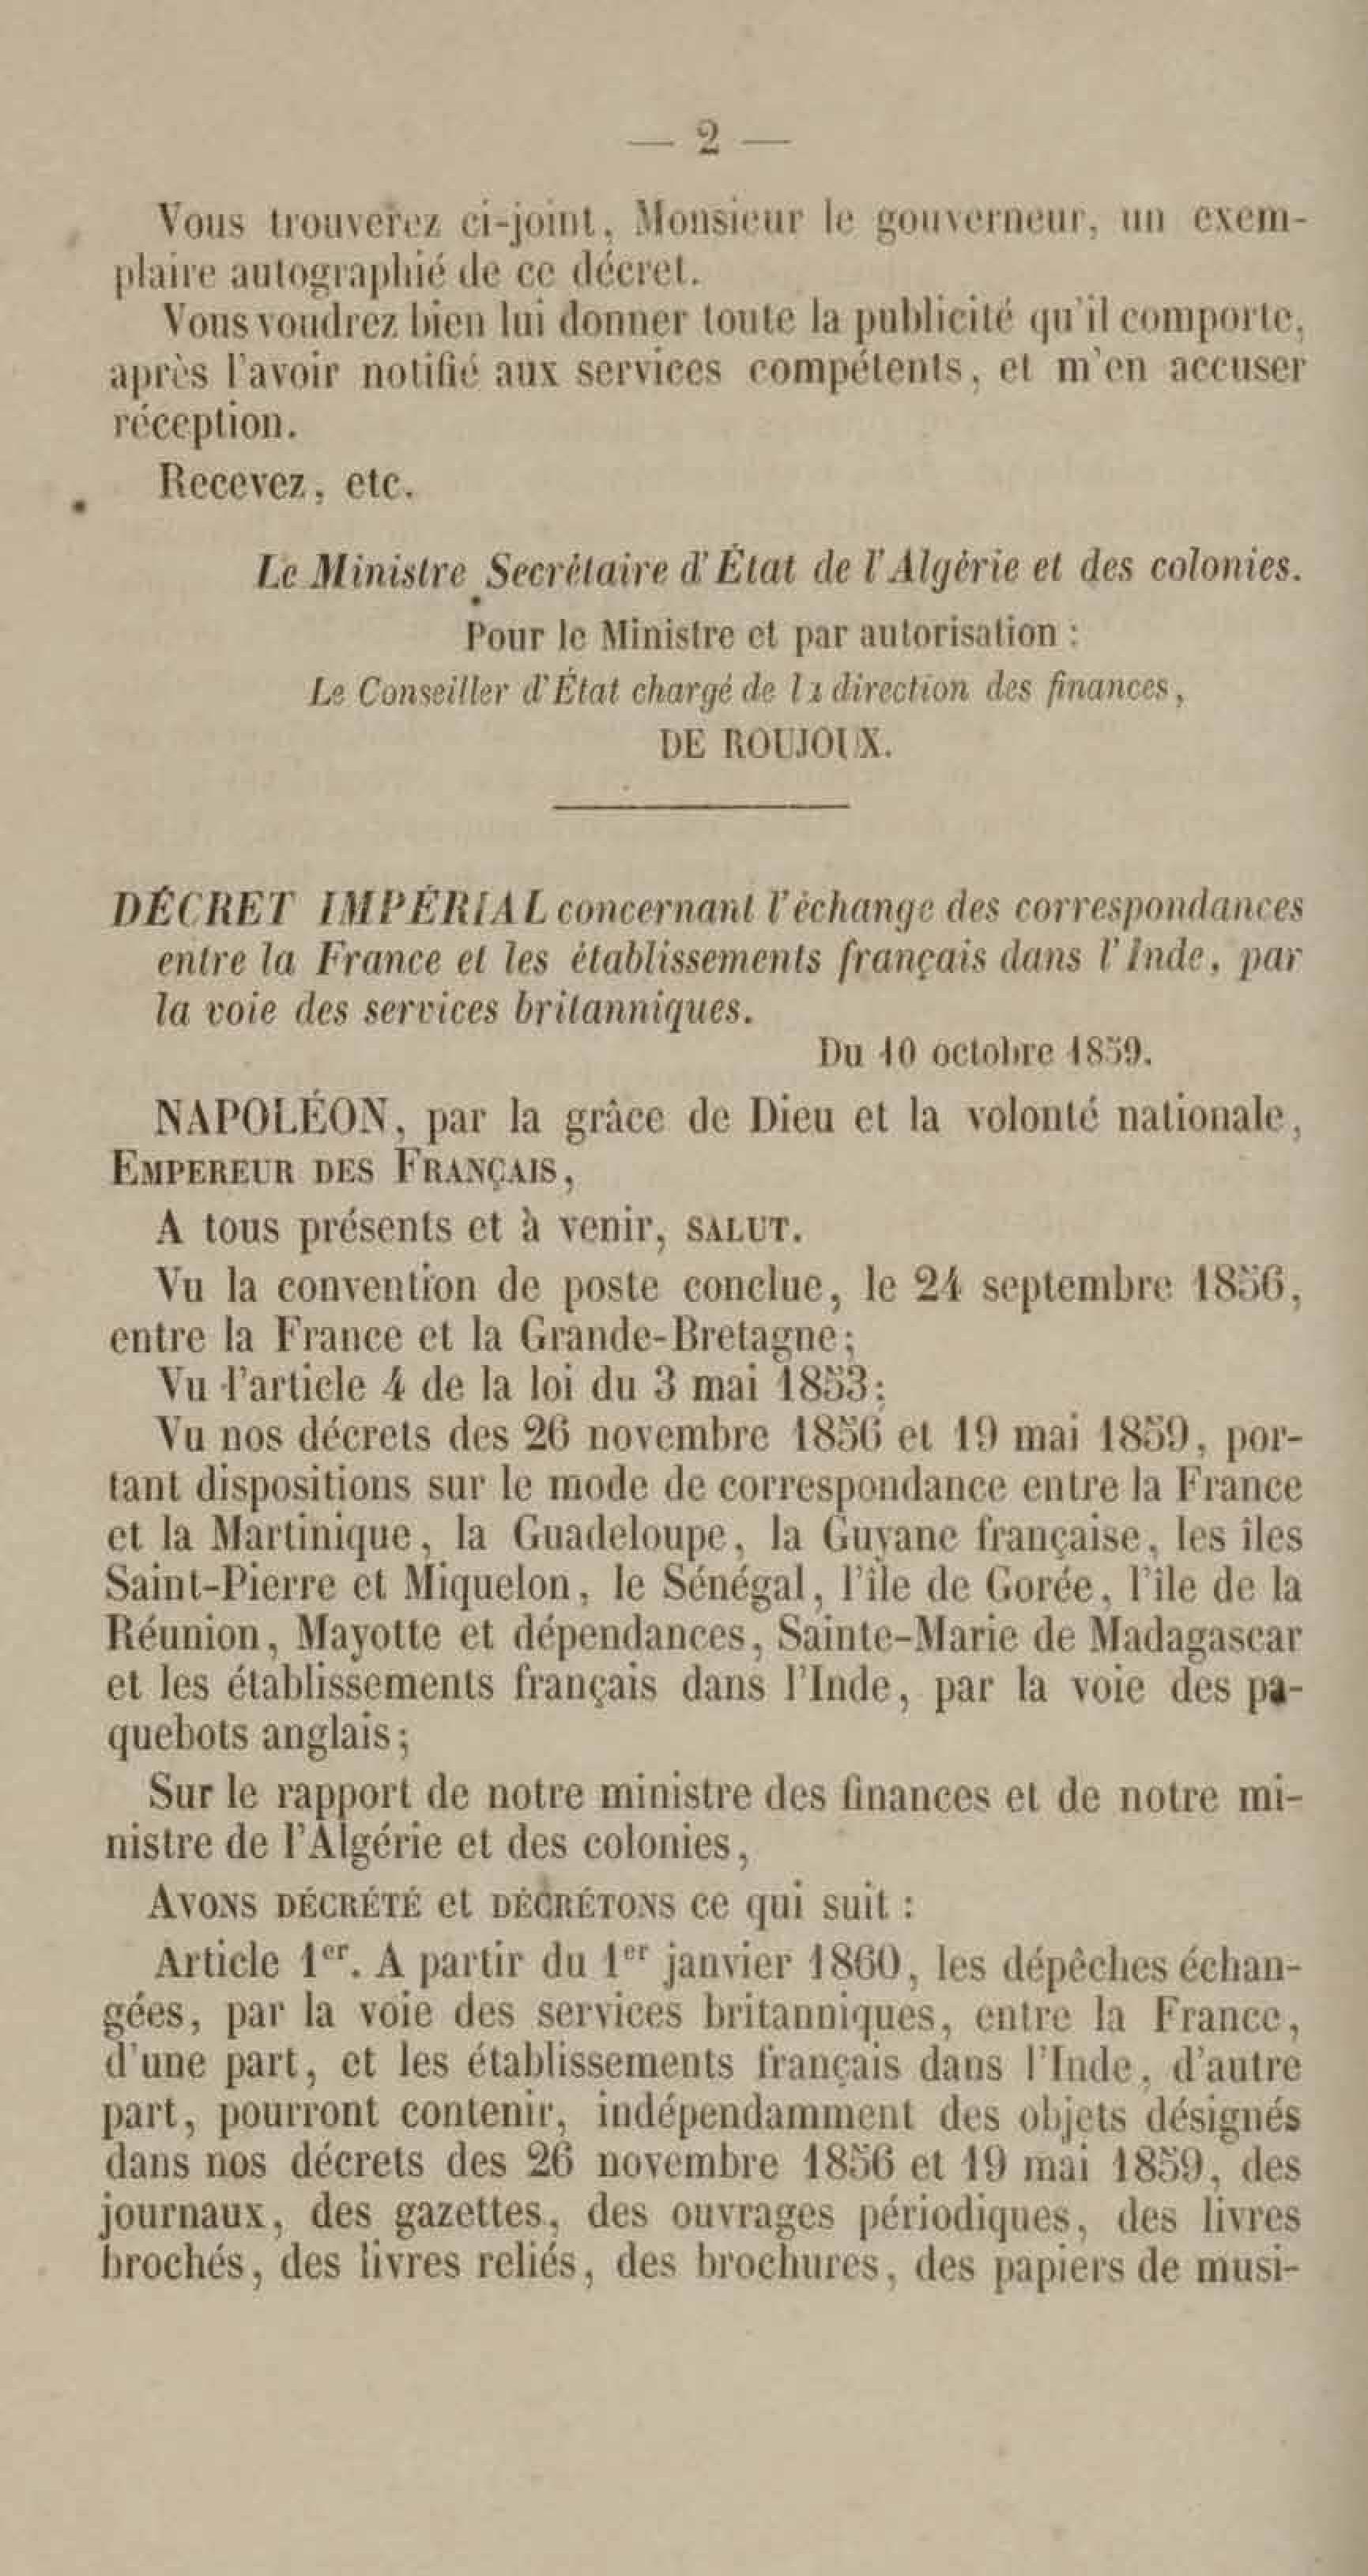 — 2 —
Vous trouverez ci-joint, Monsieur le gouverneur, un exem-
plaire autographié de ce décret.
Vous voudrez bien lui donner toute la publicité qu'il comporte,
après l'avoir notifié aux services compétents, et m'en accuser
réception.
Recevez, etc.
Le Ministre Secrétaire d'État de l'Algérie et des colonies.
Pour le Ministre et par autorisation :
Le Conseiller d'État chargé de la direction des finances,
DE ROUJOUX.
DÉCRET IMPÉRIAL concernant l'échange des correspondances
entre la France et les établissements français dans l'Inde, par
la voie des services britanniques.
Du 10 octobre 1859.
NAPOLÉON, par la grâce de Dieu et la volonté nationale,
EMPEREUR DES FRANÇAIS,
A tous présents et à venir, SALUT.
Vu la convention de poste conclue, le 24 septembre 1856,
entre la France et la Grande-Bretagne;
Vu l'article 4 de la loi du 3 mai 1853;
Vu nos décrets des 26 novembre 1856 et 19 mai 1859, por-
tant dispositions sur le mode de correspondance entre la France
et la Martinique, la Guadeloupe, la Guyane française, les îles
Saint-Pierre et Miquelon, le Sénégal, l'île de Gorée, l'île de la
Réunion, Mayotte et dépendances, Sainte-Marie de Madagascar
et les établissements français dans l'Inde, par la voie des pa-
quebots anglais;
Sur le rapport de notre ministre des finances et de notre mi-
nistre de l'Algérie et des colonies,
AVONS DÉCRÉTÉ et DÉCRÉTONS ce qui suit :
Article 1er. A partir du 1er janvier 1860, les dépêches échan-
gées, par la voie des services britanniques, entre la France,
d'une part, et les établissements français dans l'Inde, d'autre
part, pourront contenir, indépendamment des objets désignés
dans nos décrets des 26 novembre 1856 et 19 mai 1859, des
journaux, des gazettes, des ouvrages périodiques, des livres
brochés, des livres reliés, des brochures, des papiers de musi-